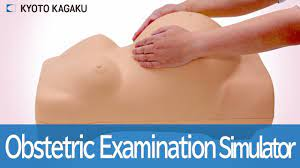 KYOTO KAGAKU
Obstetric Examination Simulator